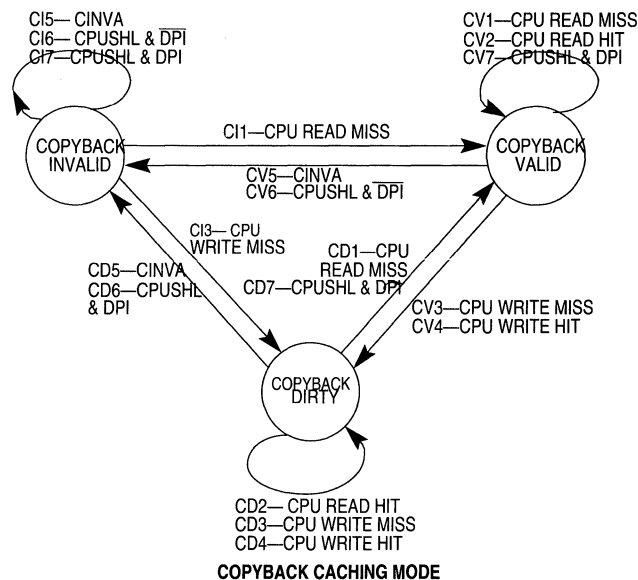 CI5— CINVA
CI6— CPUSHL & D̅P̅I̅
CI7—CPUSHL & DPI
CV1—CPU READ MISS
CV2—CPU READ HIT
CV7—CPUSHL & DPI
COPYBACK
INVALID
CI1—CPU READ MISS
COPYBACK
VALID
CV5—CINVA
CV6—CPUSHL & D̅P̅I̅
CI3— CPU
WRITE MISS
CD1—CPU
READ MISS
CD7—CPUSHL & DPI
CD5—CINVA
CD6—CPUSHL
& DPI
CV3—CPU WRITE MISS
CV4—CPU WRITE HIT
COPYBACK
DIRTY
CD2— CPU READ HIT
CD3—CPU WRITE MISS
CD4—CPU WRITE HIT
COPYBACK CACHING MODE